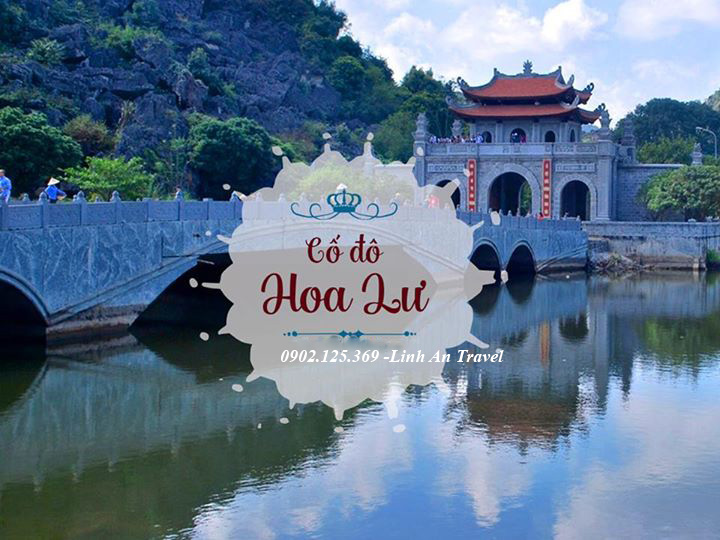 Cố đô
Hoa Lư
0902.125.369 -Linh An Travel